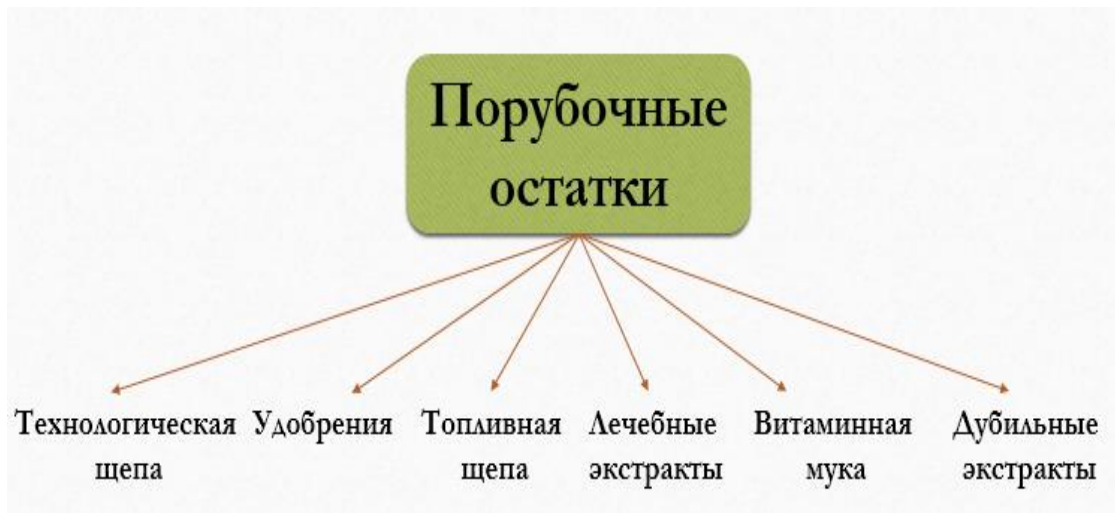 Порубочные
остатки
Технологическая щепа
Удобрения
Топливная щепа
Лечебные экстракты
Витаминная мука
Дубильные экстракты